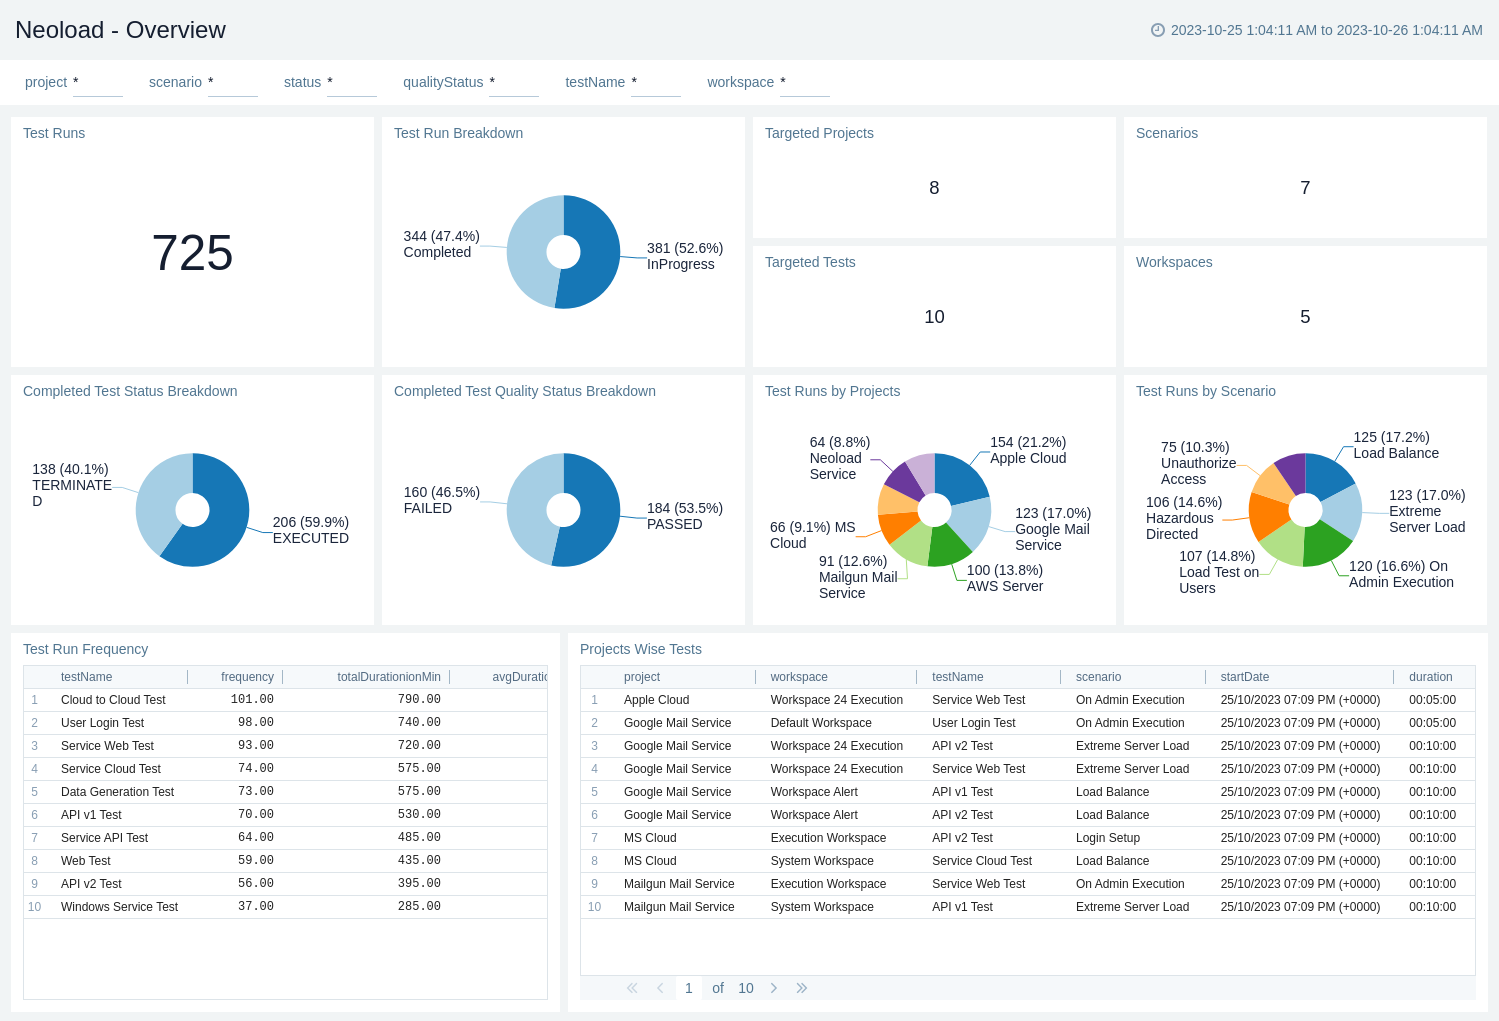 Neoload - Overview
2023-10-25 1:04:11 AM to 2023-10-26 1:04:11 AM
project * scenario * status * qualityStatus * testName * workspace *
Test Runs
725
Test Run Breakdown
344 (47.4%)
Completed
381 (52.6%)
InProgress
Targeted Projects
8
Scenarios
7
Targeted Tests
10
Workspaces
5
Completed Test Status Breakdown
138 (40.1%)
TERMINATE
D
206 (59.9%)
EXECUTED
Completed Test Quality Status Breakdown
160 (46.5%)
FAILED
184 (53.5%)
PASSED
Test Runs by Projects
64 (8.8%)
Neoload
Service
154 (21.2%)
Apple Cloud
66 (9.1%) MS
Cloud
123 (17.0%)
Google Mail
Service
91 (12.6%)
Mailgun Mail
Service
100 (13.8%)
AWS Server
Test Runs by Scenario
75 (10.3%)
Unauthorize
Access
125 (17.2%)
Load Balance
106 (14.6%)
Hazardous
Directed
123 (17.0%)
Extreme
Server Load
107 (14.8%)
Load Test on
Users
120 (16.6%) On
Admin Execution
Test Run Frequency
testName frequency totalDurationionMin avgDuratio
1 Cloud to Cloud Test 101.00 790.00
2 User Login Test 98.00 740.00
3 Service Web Test 93.00 720.00
4 Service Cloud Test 74.00 575.00
5 Data Generation Test 73.00 575.00
6 API v1 Test 70.00 530.00
7 Service API Test 64.00 485.00
8 Web Test 59.00 435.00
9 API v2 Test 56.00 395.00
10 Windows Service Test 37.00 285.00
Projects Wise Tests
project workspace testName scenario startDate duration
1 Apple Cloud Workspace 24 Execution Service Web Test On Admin Execution 25/10/2023 07:09 PM (+0000) 00:05:00
2 Google Mail Service Default Workspace User Login Test On Admin Execution 25/10/2023 07:09 PM (+0000) 00:05:00
3 Google Mail Service Workspace 24 Execution API v2 Test Extreme Server Load 25/10/2023 07:09 PM (+0000) 00:10:00
4 Google Mail Service Workspace 24 Execution Service Web Test Extreme Server Load 25/10/2023 07:09 PM (+0000) 00:10:00
5 Google Mail Service Workspace Alert API v1 Test Load Balance 25/10/2023 07:09 PM (+0000) 00:10:00
6 Google Mail Service Workspace Alert API v2 Test Load Balance 25/10/2023 07:09 PM (+0000) 00:10:00
7 MS Cloud Execution Workspace API v2 Test Login Setup 25/10/2023 07:09 PM (+0000) 00:10:00
8 MS Cloud System Workspace Service Cloud Test Load Balance 25/10/2023 07:09 PM (+0000) 00:10:00
9 Mailgun Mail Service Execution Workspace Service Web Test On Admin Execution 25/10/2023 07:09 PM (+0000) 00:10:00
10 Mailgun Mail Service System Workspace API v1 Test Extreme Server Load 25/10/2023 07:09 PM (+0000) 00:10:00
1 of 10